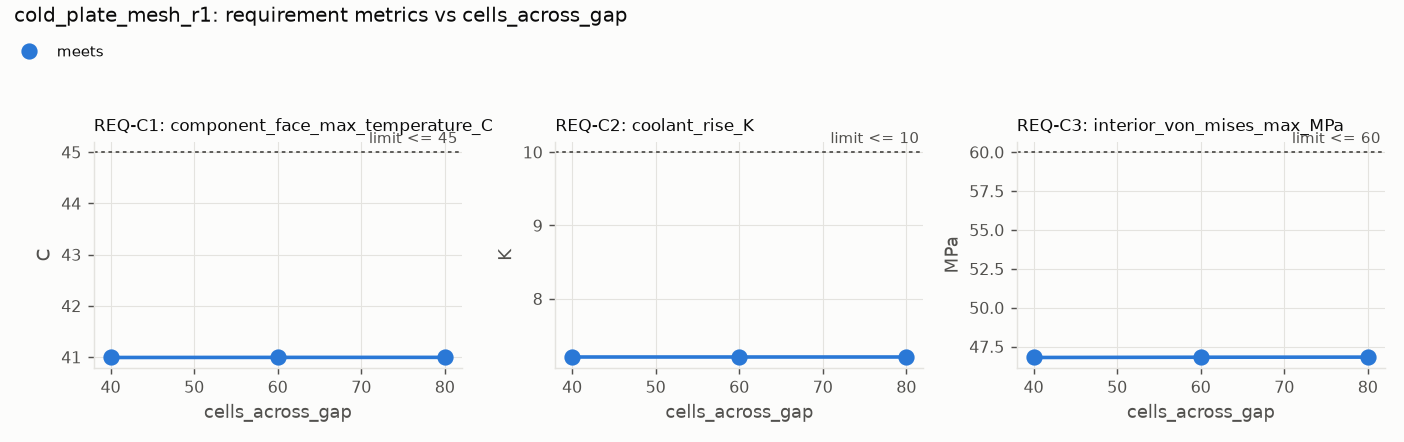 cold_plate_mesh_r1: requirement metrics vs cells_across_gap
meets
REQ-C1: component_face_max_temperature_C
limit <= 45
45
44
43
42
41
C
40
50
60
70
80
cells_across_gap
REQ-C2: coolant_rise_K
limit <= 10
10
9
8
K
40
50
60
70
80
cells_across_gap
REQ-C3: interior_von_mises_max_MPa
limit <= 60
60.0
57.5
55.0
52.5
50.0
47.5
MPa
40
50
60
70
80
cells_across_gap